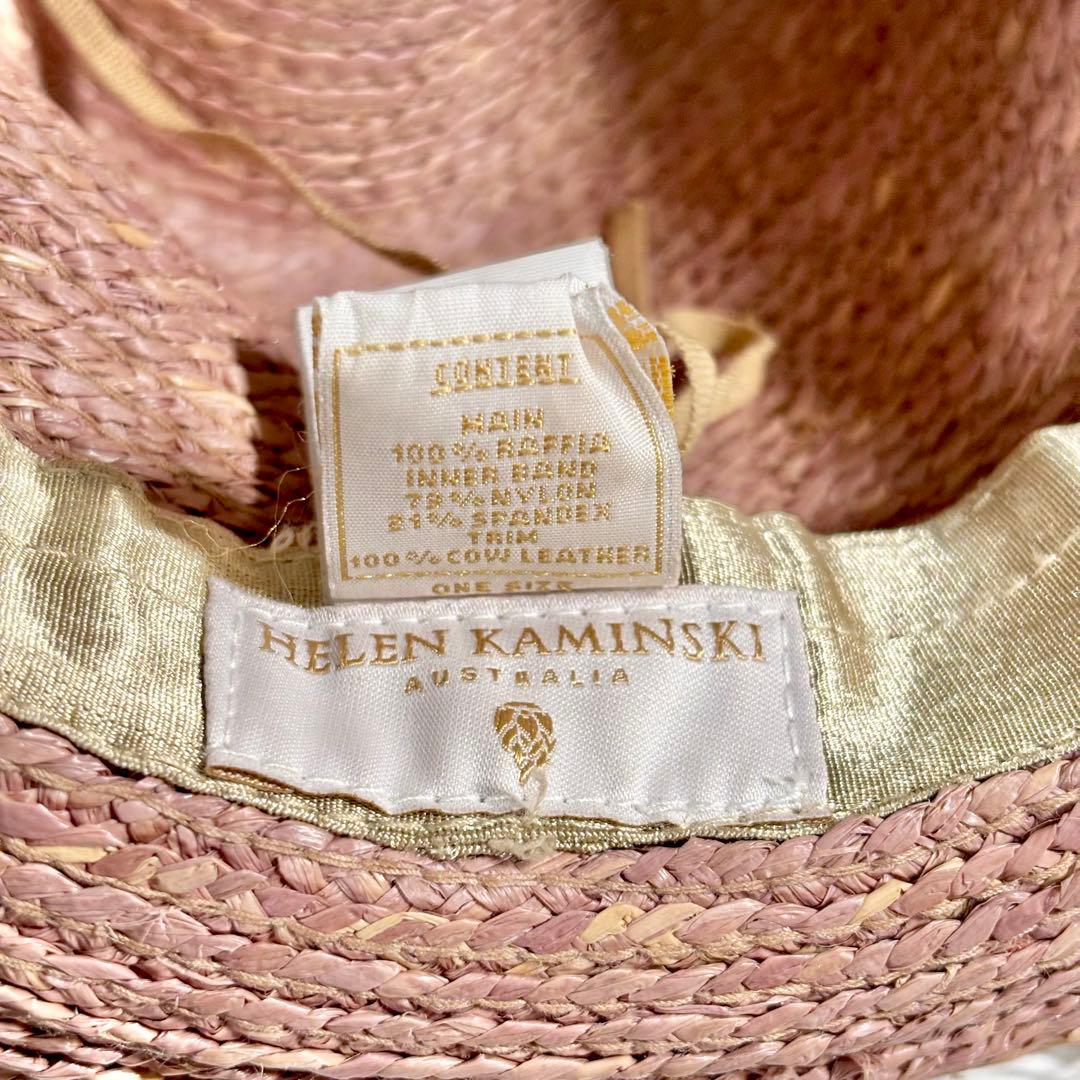 CONTENT
MAIN
100% RAFFIA
INNER BAND
79% NYLON
21% SPANDEX
TRIM
100% COW LEATHER
ONE SIZE
HELEN KAMINSKI
AUSTRALIA